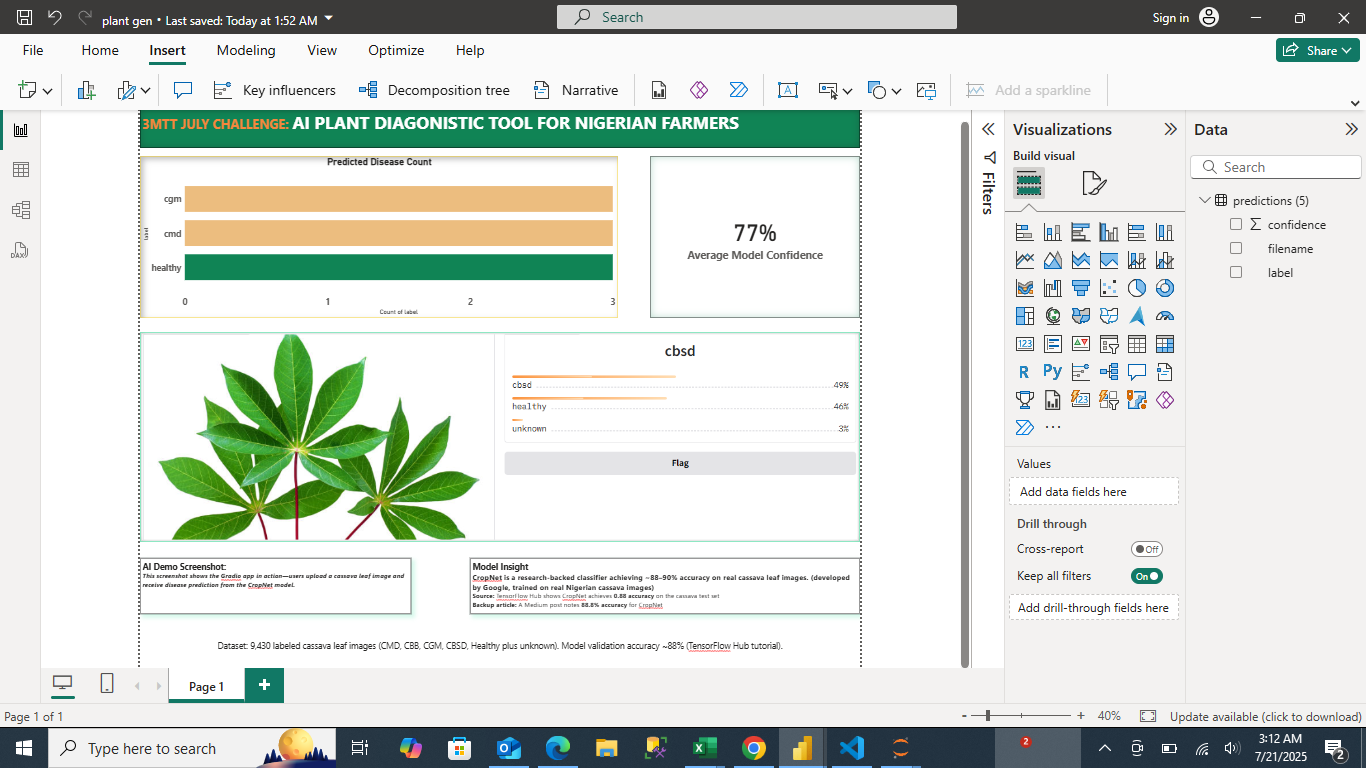 plant gen • Last saved: Today at 1:52 AM
Search
Sign in
File
Home
Insert
Modeling
View
Optimize
Help
Share
Key influencers
Decomposition tree
Narrative
Add a sparkline
3MTT JULY CHALLENGE: AI PLANT DIAGONISTIC TOOL FOR NIGERIAN FARMERS
Predicted Disease Count
label
cgm
cmd
healthy
0 1 2 3
Count of label
77%
Average Model Confidence
cbsd
cbsd 49%
healthy 46%
unknown 3%
Flag
AI Demo Screenshot:
This screenshot shows the Gradio app in action—users upload a cassava leaf image and
receive disease prediction from the CropNet model.
Model Insight
CropNet is a research-backed classifier achieving ~88–90% accuracy on real cassava leaf images. (developed
by Google, trained on real Nigerian cassava images)
Source: TensorFlow Hub shows CropNet achieves 0.88 accuracy on the cassava test set
Backup article: A Medium post notes 88.8% accuracy for CropNet
Dataset: 9,430 labeled cassava leaf images (CMD, CBB, CGM, CBSD, Healthy plus unknown). Model validation accuracy ~88% (TensorFlow Hub tutorial).
Filters
Visualizations
Build visual
123
R
Py
123
Values
Add data fields here
Drill through
Cross-report
Off
Keep all filters
On
Add drill-through fields here
Data
Search
predictions (5)
confidence
filename
label
DAX
Page 1
Page 1 of 1
- + 40%
Update available (click to download)
Type here to search
2
3:12 AM
7/21/2025
2